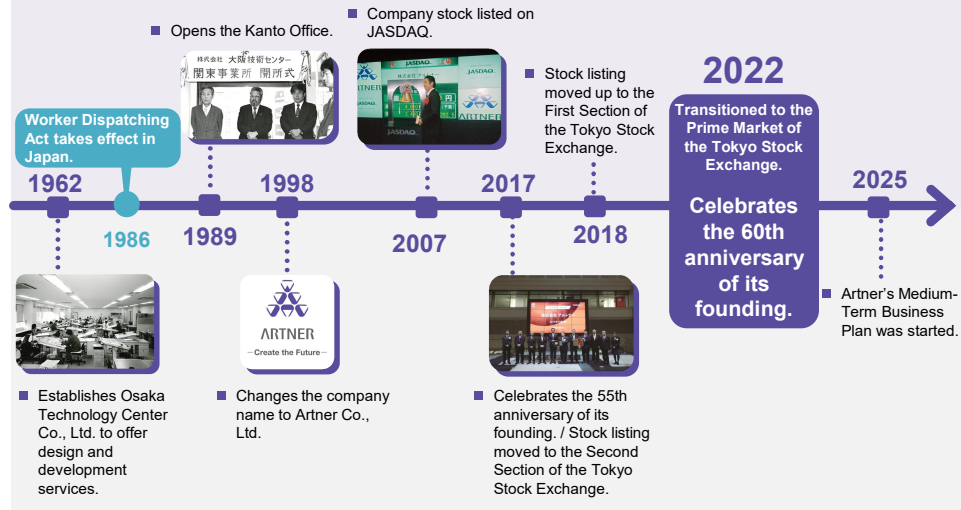 Opens the Kanto Office.
株式会社 大阪技術センター
関東事業所 開所式
Company stock listed on
JASDAQ.
JASDAQ
ARTNER
JASDAQ
Stock listing
moved up to the
First Section of
the Tokyo Stock
Exchange.
2022
Transitioned to the
Prime Market of
the Tokyo Stock
Exchange.
Celebrates
the 60th
anniversary
of its
founding.
Worker Dispatching
Act takes effect in
Japan.
1962
1986
1989
1998
2007
2017
2018
2025
ARTNER
Create the Future
Establishes Osaka
Technology Center
Co., Ltd. to offer
design and
development
services.
Changes the company
name to Artner Co.,
Ltd.
Celebrates the 55th
anniversary of its
founding. / Stock listing
moved to the Second
Section of the Tokyo
Stock Exchange.
Artner’s Medium-
Term Business
Plan was started.